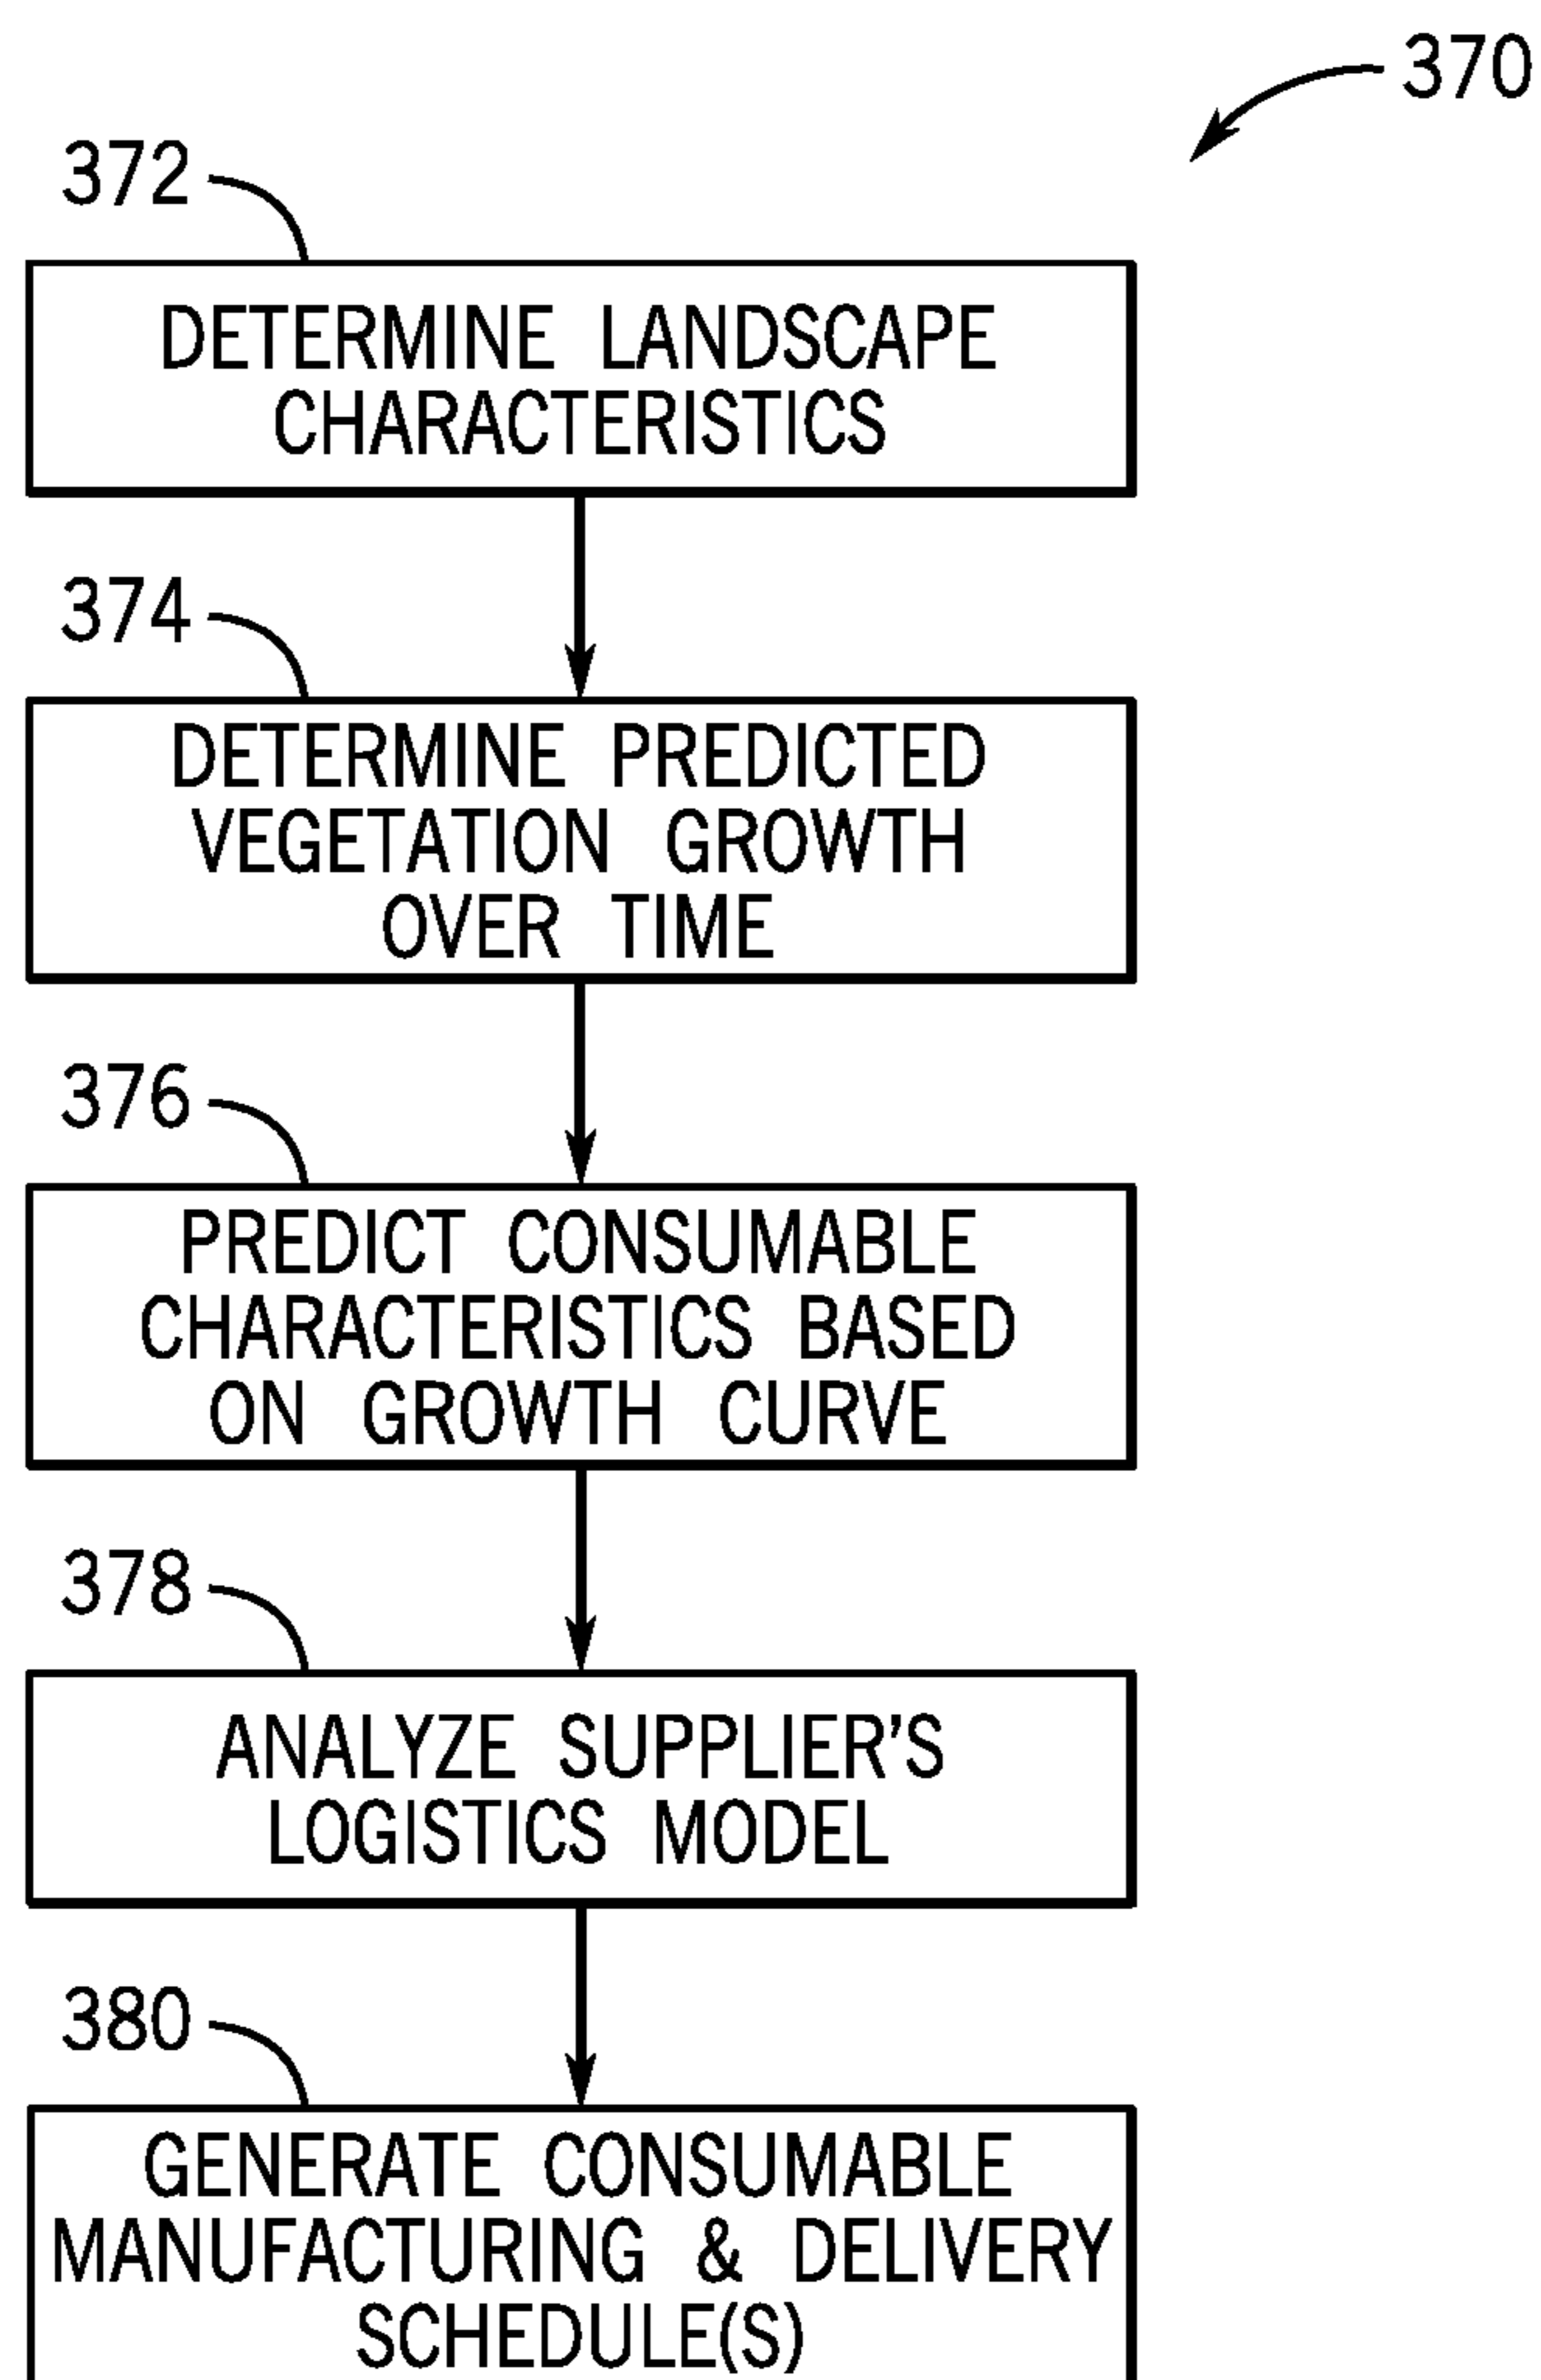 370
372
DETERMINE LANDSCAPE
CHARACTERISTICS
374
DETERMINE PREDICTED
VEGETATION GROWTH
OVER TIME
376
PREDICT CONSUMABLE
CHARACTERISTICS BASED
ON GROWTH CURVE
378
ANALYZE SUPPLIER'S
LOGISTICS MODEL
380
GENERATE CONSUMABLE
MANUFACTURING & DELIVERY
SCHEDULE(S)